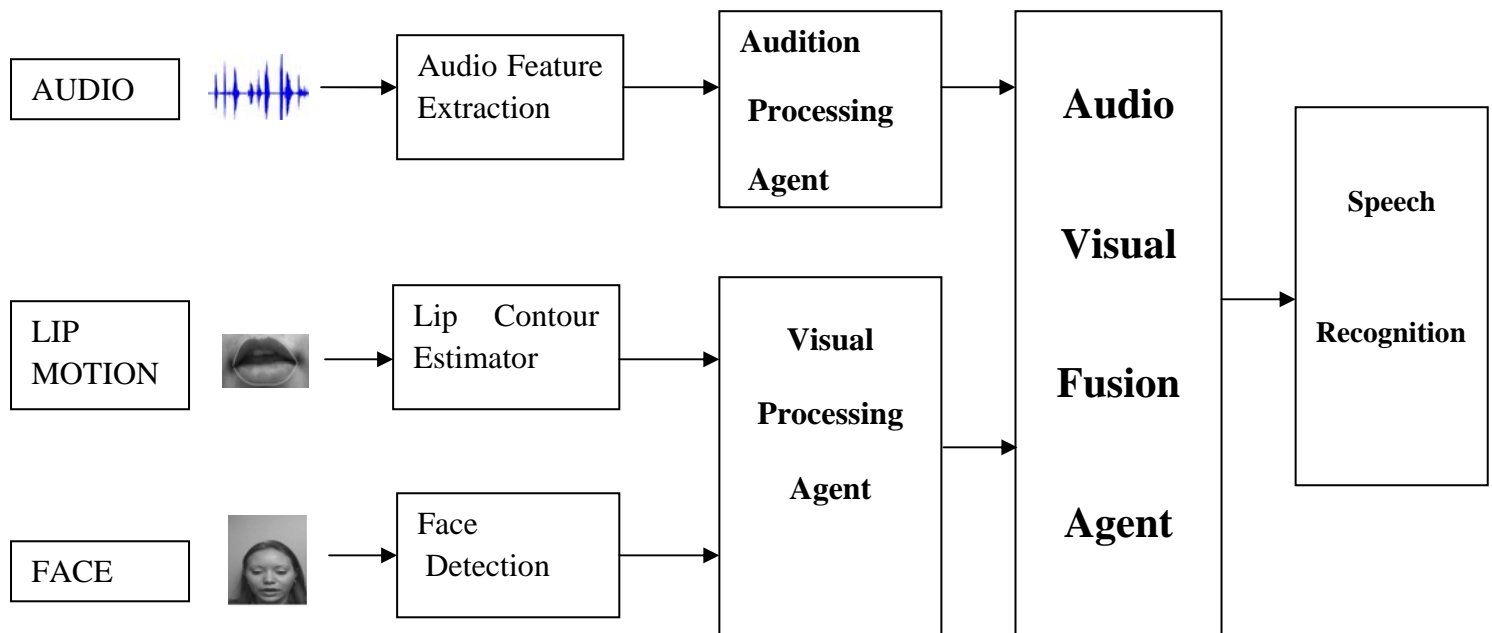 AUDIO
Audio Feature
Extraction
Audition
Processing
Agent
LIP
MOTION
Lip Contour
Estimator
FACE
Face
Detection
Visual
Processing
Agent
Audio
Visual
Fusion
Agent
Speech
Recognition